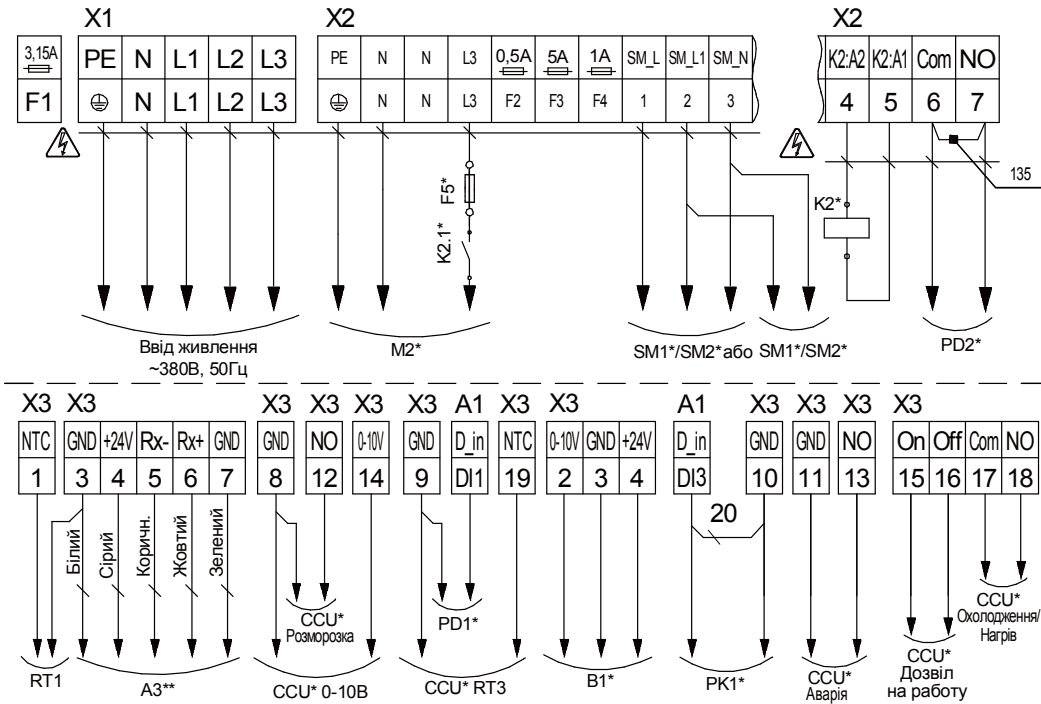 X1 X2 X2
3,15A PE N L1 L2 L3 PE N N L3 0,5A 5A 1A SM_L SM_L1 SM_N K2:A2 K2:A1 Com NO
F1 N L1 L2 L3 N N L3 F2 F3 F4 1 2 3 4 5 6 7
135
F5*
K2*
K2.1*
Ввід живлення
~380В, 50Гц
M2*
SM1*/SM2* або SM1*/SM2*
PD2*
X3 X3 X3 X3 X3 X3 A1 X3 X3 A1 X3 X3 X3 X3
NTC GND +24V Rx- Rx+ GND GND NO 0-10V GND D_in NTC 0-10V GND +24V D_in GND GND NO On Off Com NO
1 3 4 5 6 7 8 12 14 9 DI1 19 2 3 4 DI3 10 11 13 15 16 17 18
20
Білий
Сірий
Коричн.
Жовтий
Зелений
CCU*
Розморозка
PD1*
CCU*
Охолодження/
Нагрів
RT1
A3**
CCU* 0-10В
CCU* RT3
B1*
PK1*
CCU*
Аварія
CCU*
Дозвіл
на работу